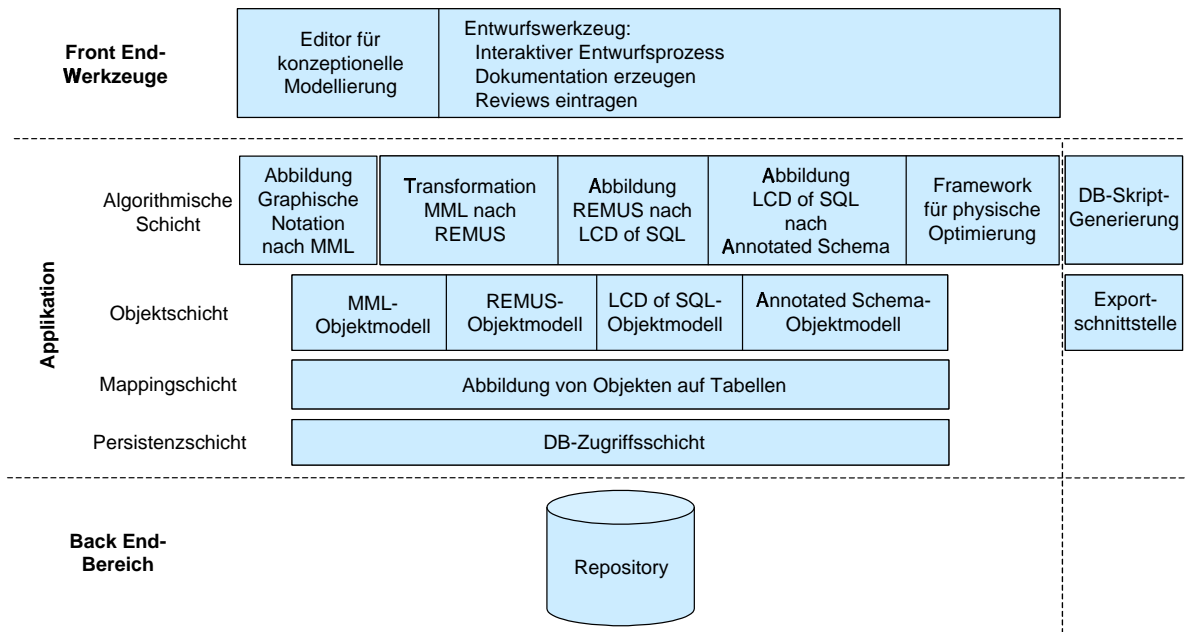 Front End-
Werkzeuge
Editor für
konzeptionelle
Modellierung
Entwurfswerkzeug:
Interaktiver Entwurfsprozess
Dokumentation erzeugen
Reviews eintragen
Applikation
Algorithmische
Schicht
Abbildung
Graphische
Notation
nach MML
Transformation
MML nach
REMUS
Abbildung
REMUS nach
LCD of SQL
Abbildung
LCD of SQL
nach
Annotated Schema
Framework
für physische
Optimierung
DB-Skript-
Generierung
Objektschicht
MML-
Objektmodell
REMUS-
Objektmodell
LCD of SQL-
Objektmodell
Annotated Schema-
Objektmodell
Export-
schnittstelle
Mappingschicht
Abbildung von Objekten auf Tabellen
Persistenzschicht
DB-Zugriffsschicht
Back End-
Bereich
Repository